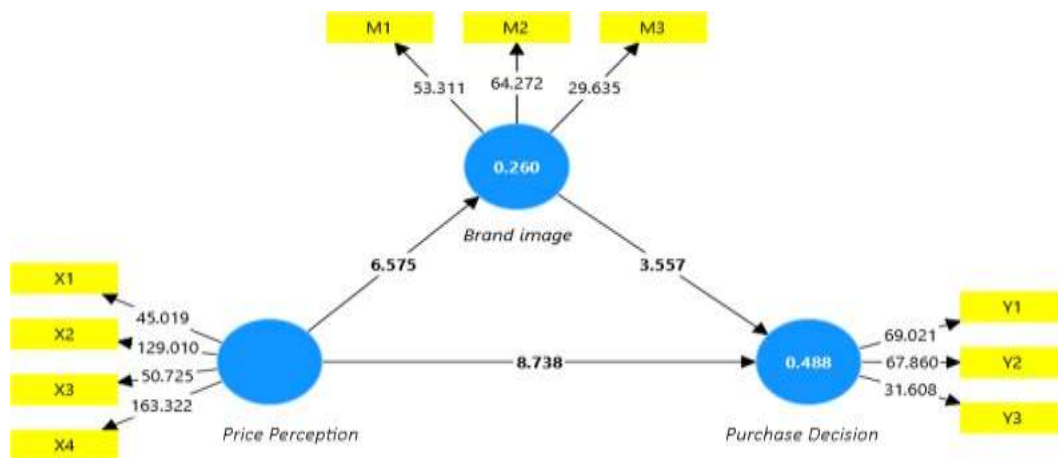 M1 M2 M3
53.311 64.272 29.635
0.260
Brand image
6.575 3.557
X1
X2
X3
X4
45.019
129.010
50.725
163.322
8.738
0.488
69.021
67.860
31.608
Y1
Y2
Y3
Price Perception
Purchase Decision